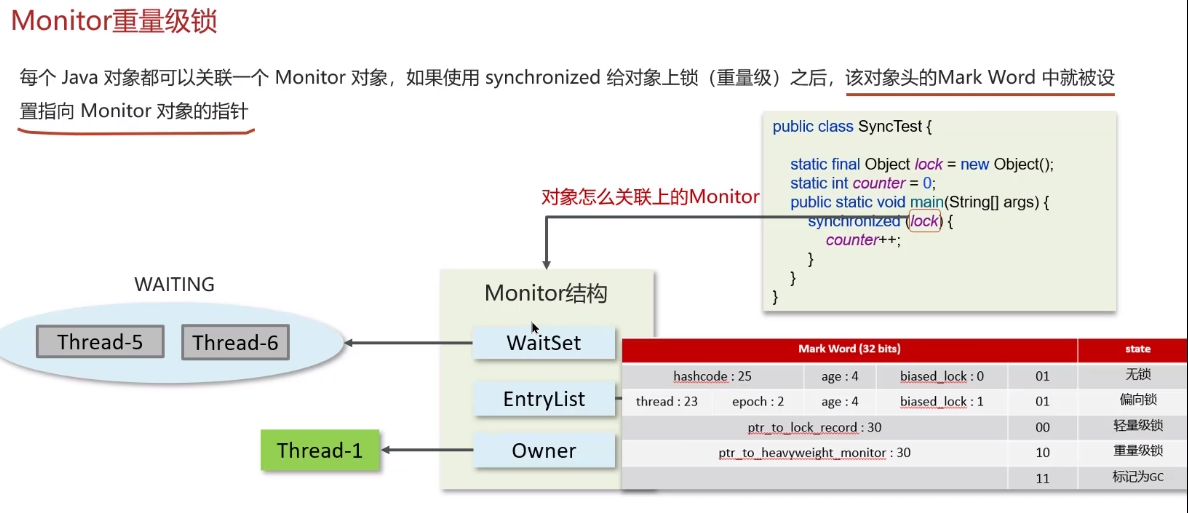 Monitor重量级锁
每个 Java 对象都可以关联一个 Monitor 对象，如果使用 synchronized 给对象上锁（重量级）之后，该对象头的Mark Word 中就被设
置指向 Monitor 对象的指针
public class SyncTest {
static final Object lock = new Object();
static int counter = 0;
public static void main(String[] args) {
synchronized (lock) {
counter++;
}
}
}
对象怎么关联上的Monitor
WAITING
Thread-5 Thread-6
Monitor结构
WaitSet
EntryList
Owner
Thread-1
Mark Word (32 bits) state
hashcode : 25 age : 4 biased_lock : 0 01 无锁
thread : 23 epoch : 2 age : 4 biased_lock : 1 01 偏向锁
ptr_to_lock_record : 30 00 轻量级锁
ptr_to_heavyweight_monitor : 30 10 重量级锁
11 标记为GC